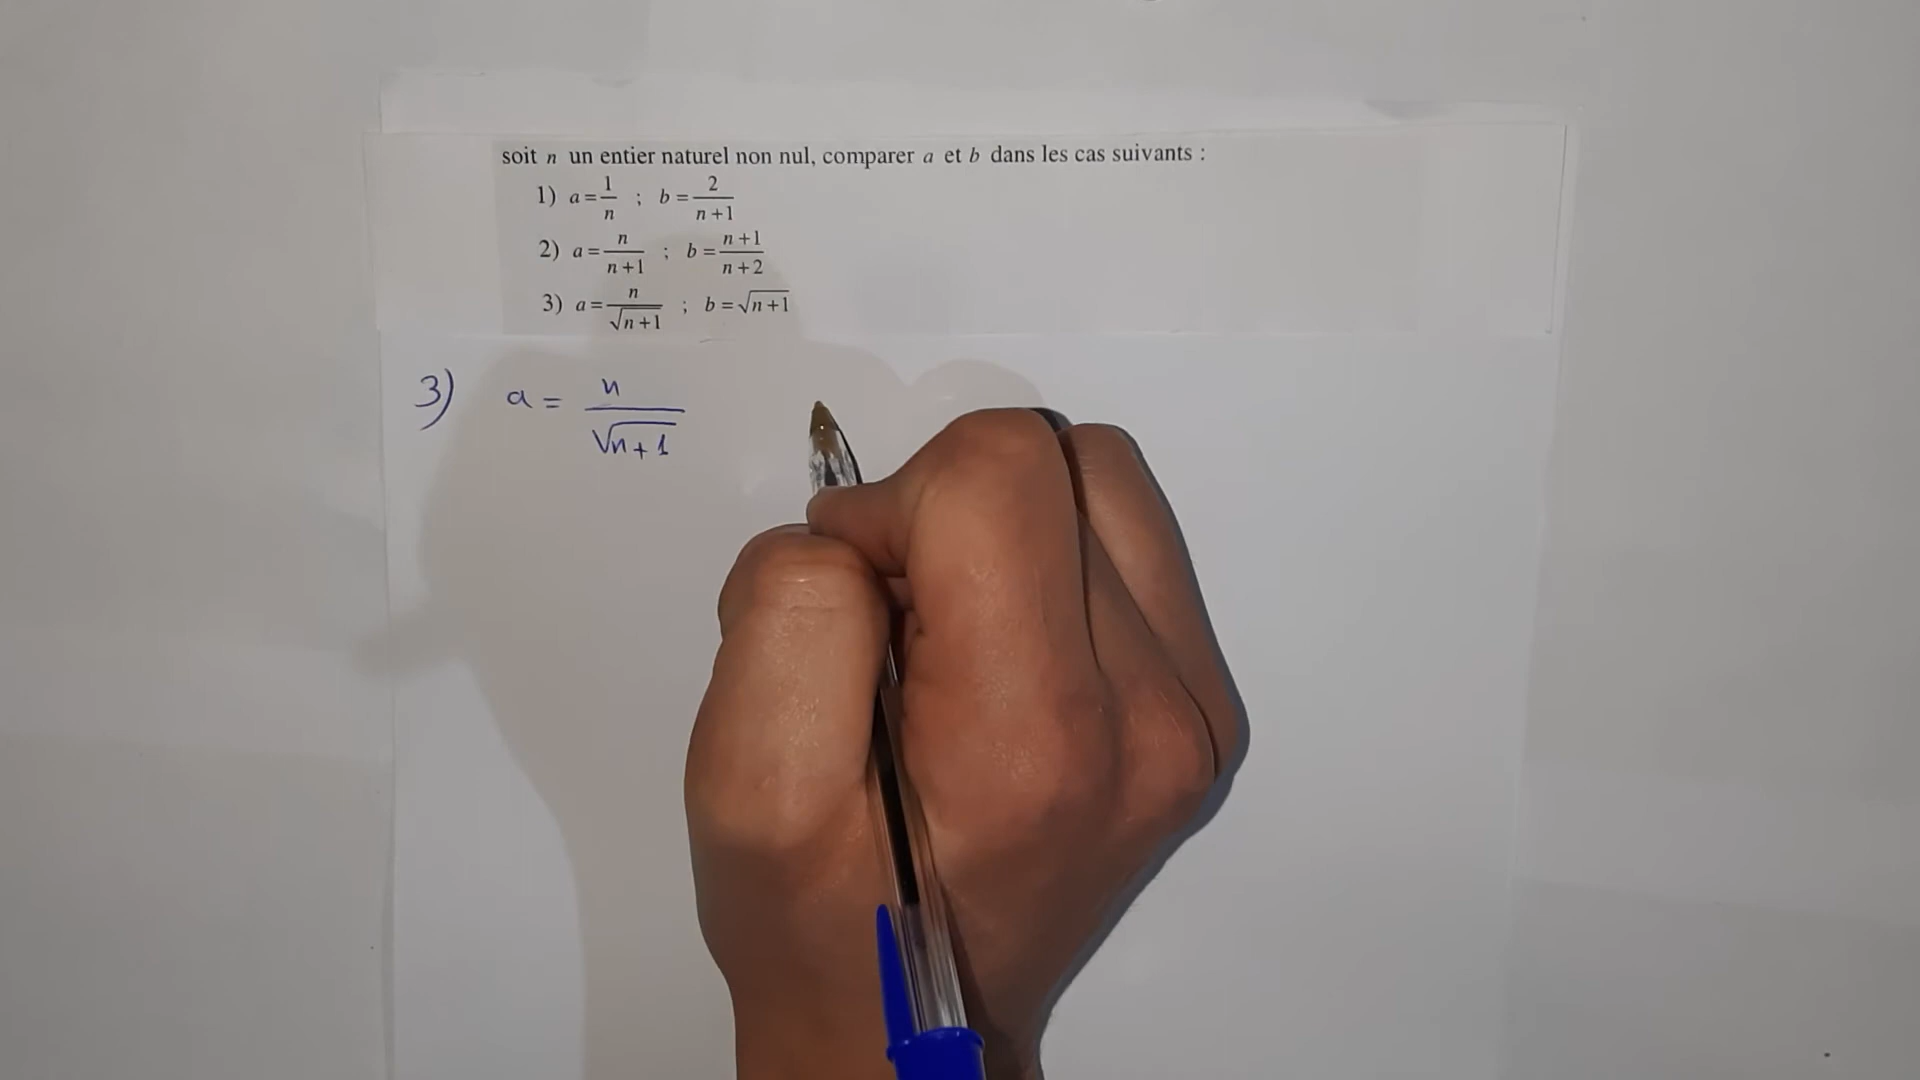 soit n un entier naturel non nul, comparer a et b dans les cas suivants :
1) a = 1/n ; b = 2/(n+1)
2) a = n/(n+1) ; b = (n+1)/(n+2)
3) a = n/√(n+1) ; b = √(n+1)
3) a = n/√(n+1)